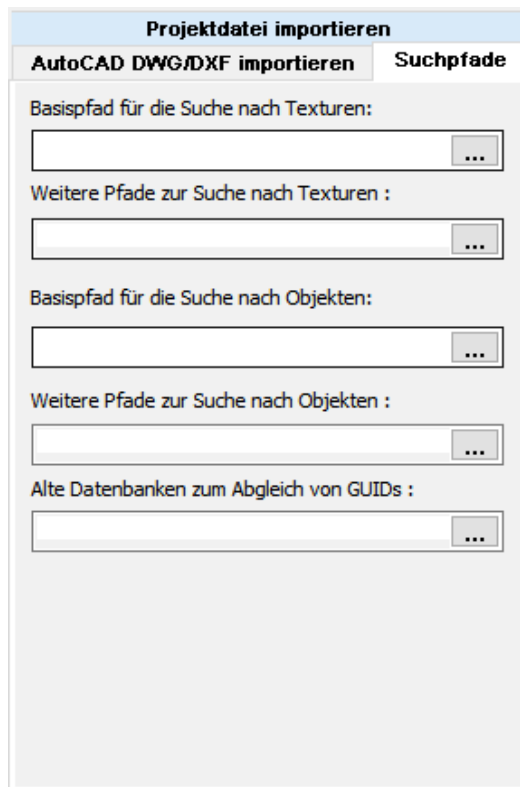 Projektdatei importieren
AutoCAD DWG/DXF importieren Suchpfade
Basispfad für die Suche nach Texturen:
...
Weitere Pfade zur Suche nach Texturen :
...
Basispfad für die Suche nach Objekten:
...
Weitere Pfade zur Suche nach Objekten :
...
Alte Datenbanken zum Abgleich von GUIDs :
...